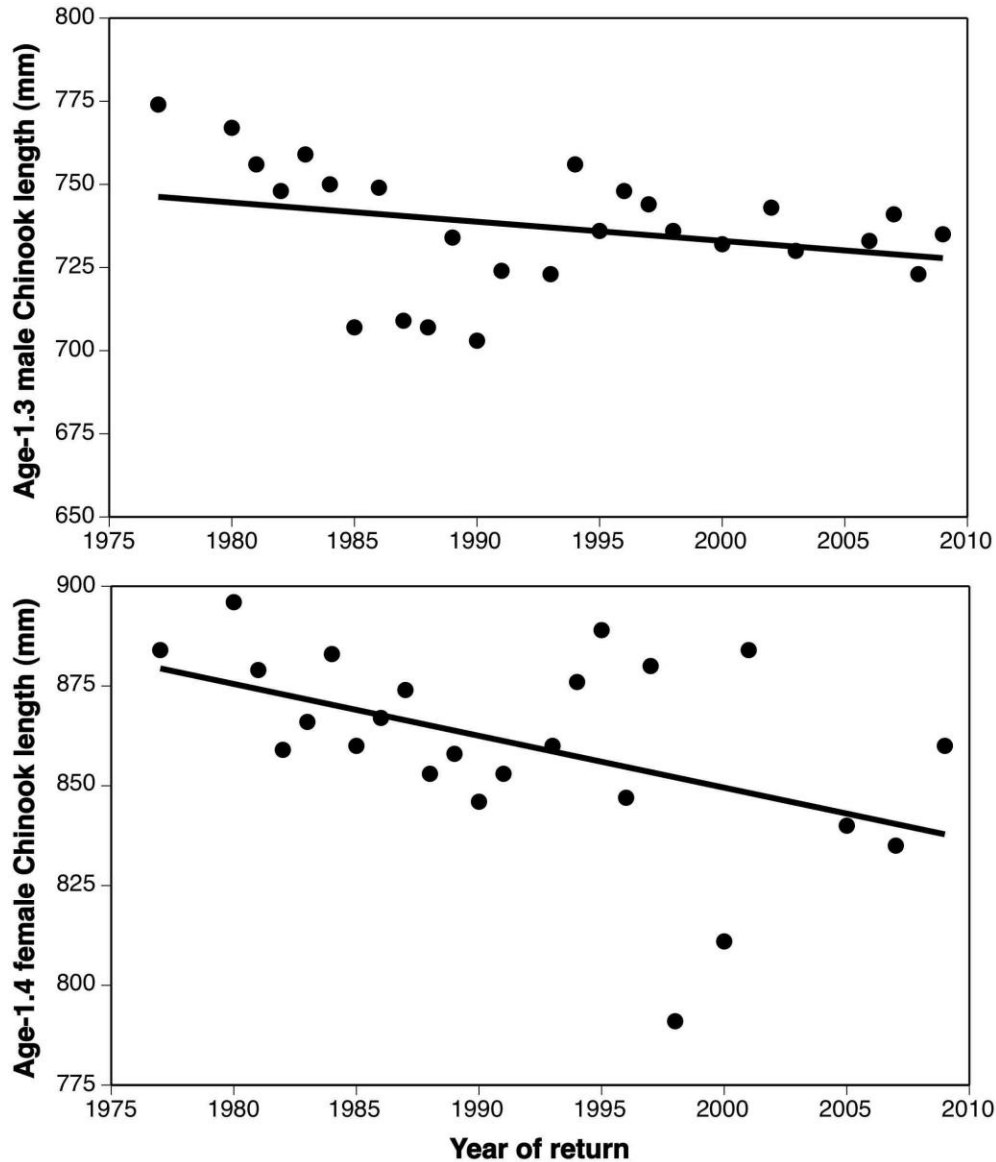 Age-1.3 male Chinook length (mm)
800
775
750
725
700
675
650
1975 1980 1985 1990 1995 2000 2005 2010
Age-1.4 female Chinook length (mm)
900
875
850
825
800
775
1975 1980 1985 1990 1995 2000 2005 2010
Year of return